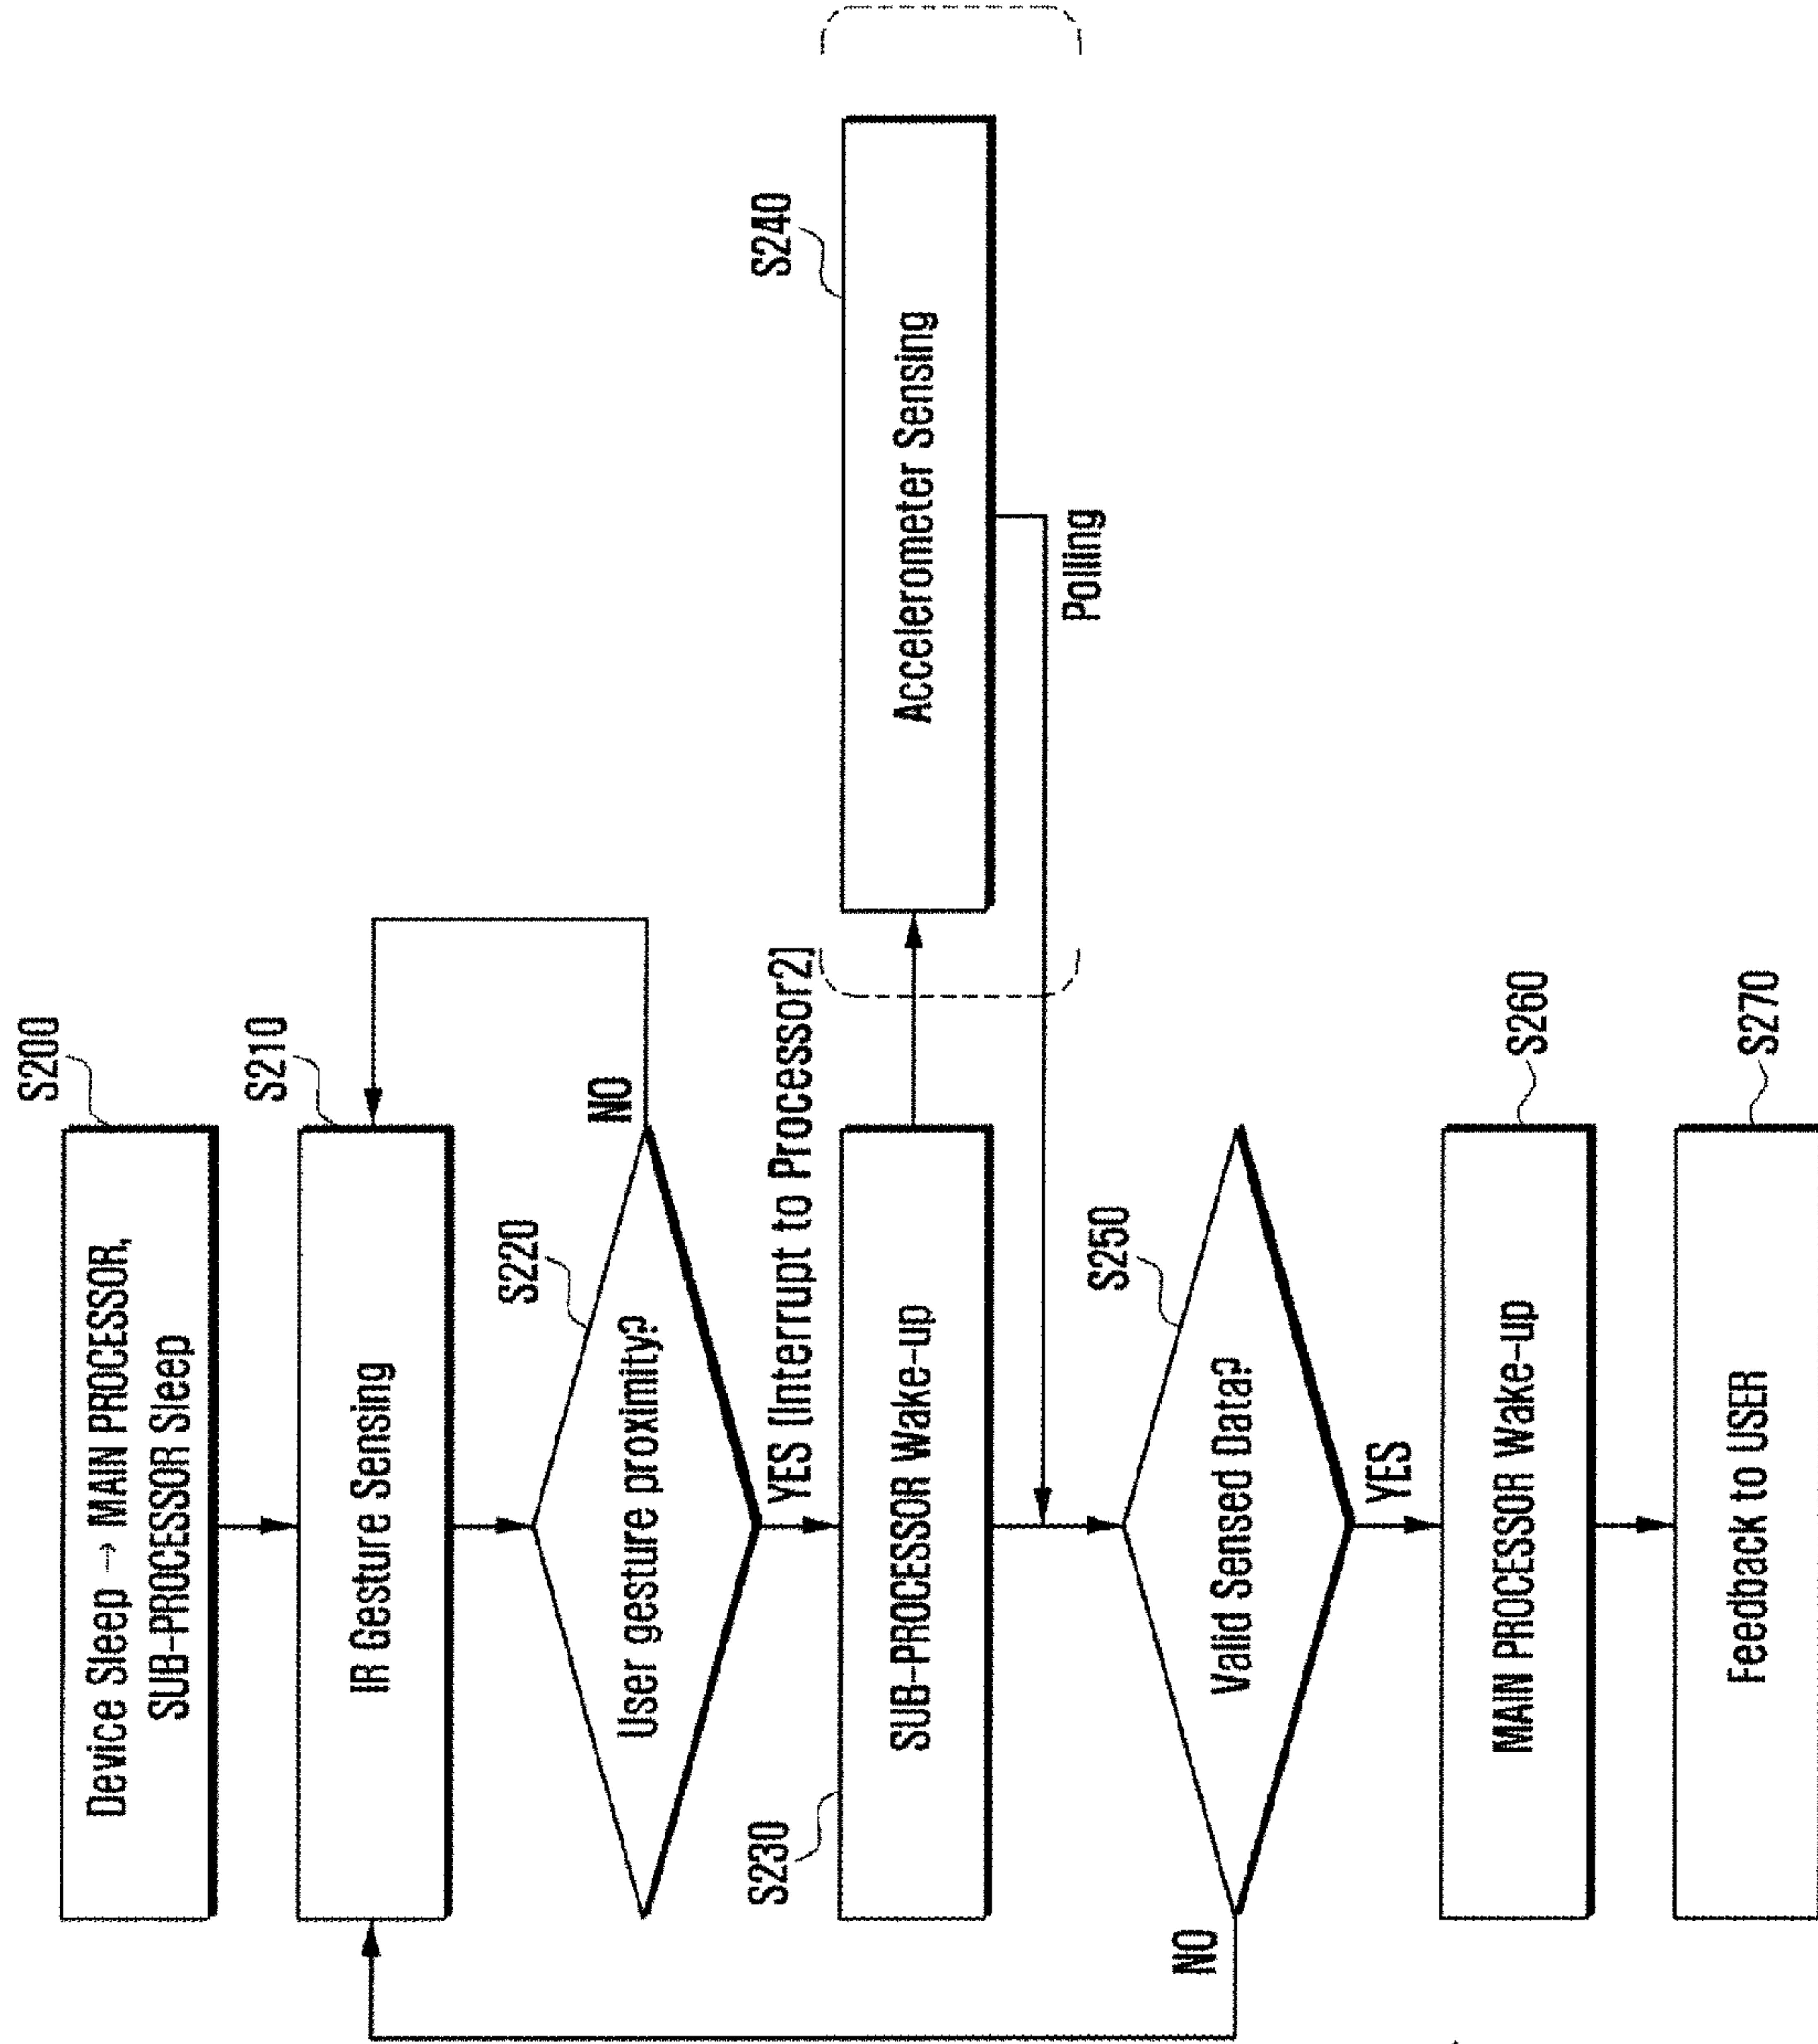 S200
Device Sleep → MAIN PROCESSOR,
SUB-PROCESSOR Sleep
S210
IR Gesture Sensing
S220
User gesture proximity?
NO
YES (Interrupt to Processor2)
S230
SUB-PROCESSOR Wake-up
S240
Accelerometer Sensing
Polling
S250
Valid Sensed Data?
NO
YES
S260
MAIN PROCESSOR Wake-up
S270
Feedback to USER